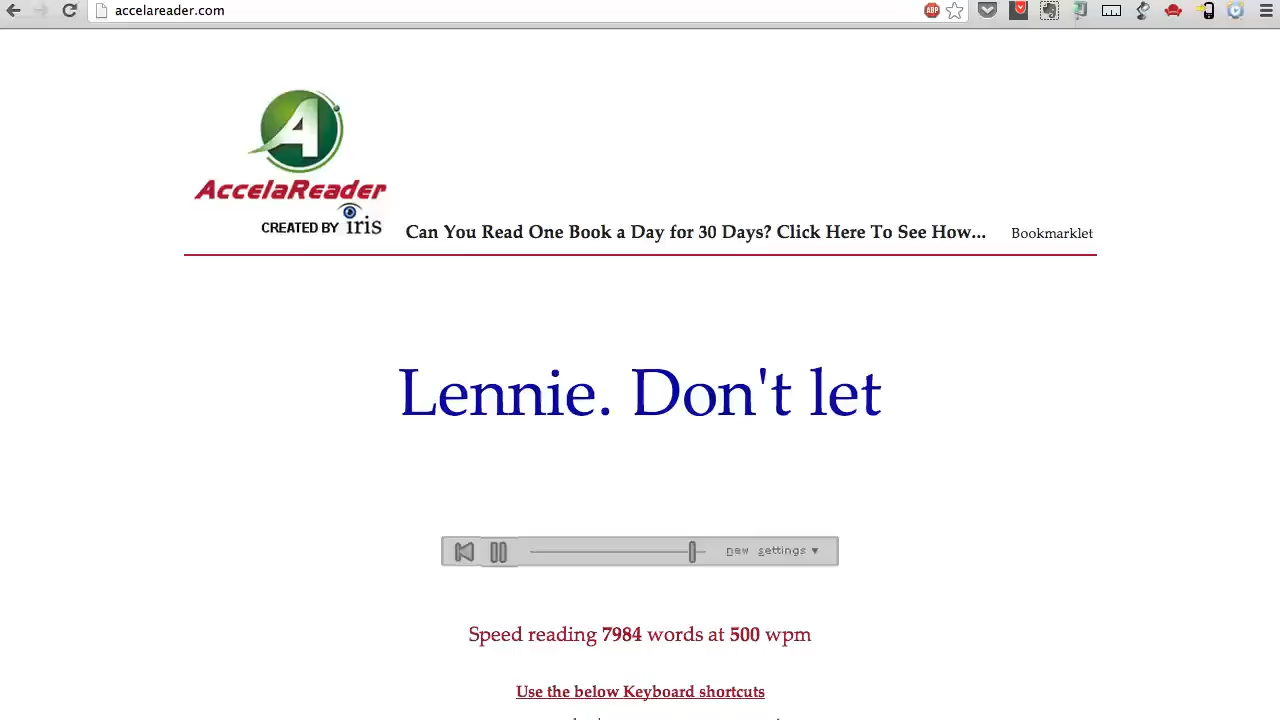 accelareader.com
ABP
A
AccelaReader
CREATED BY iris
Can You Read One Book a Day for 30 Days? Click Here To See How...
Bookmarklet
Lennie. Don't let
new settings ▼
Speed reading 7984 words at 500 wpm
Use the below Keyboard shortcuts